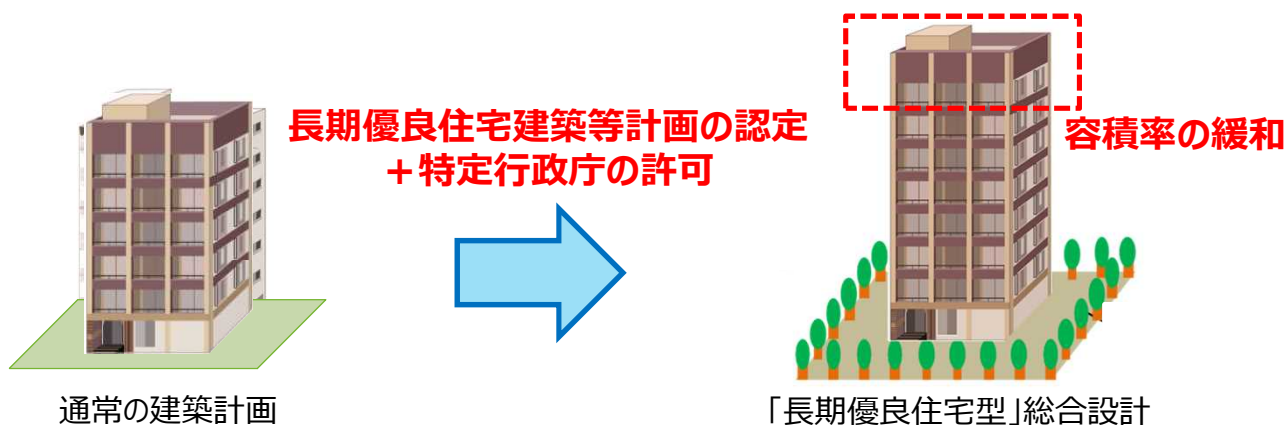 長期優良住宅建築等計画の認定
+特定行政庁の許可
容積率の緩和
通常の建築計画
「長期優良住宅型」総合設計